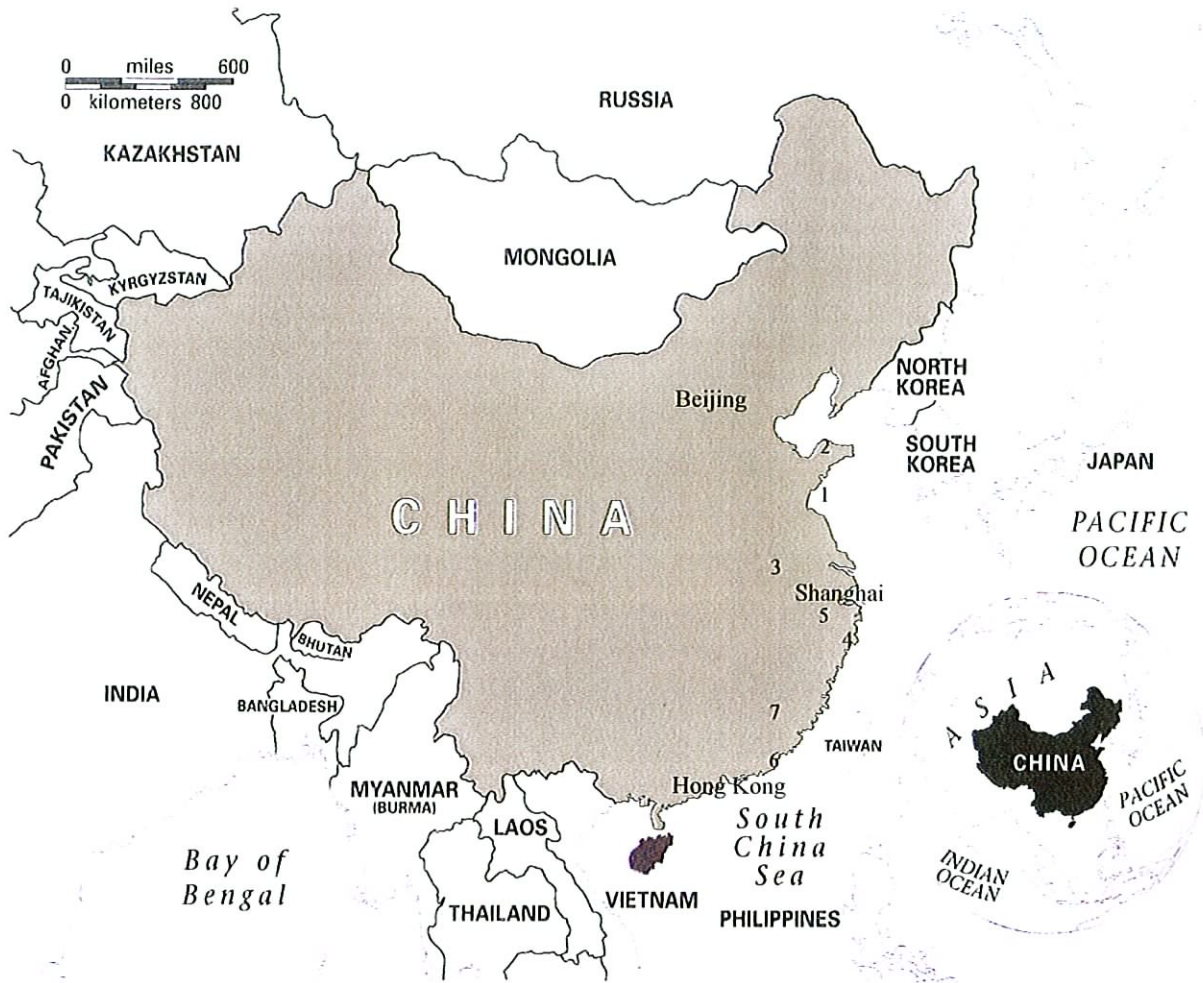 0 miles 600
0 kilometers 800
RUSSIA
KAZAKHSTAN
MONGOLIA
KYRGYZSTAN
TAJIKISTAN
AFGHAN.
PAKISTAN
NORTH
KOREA
Beijing
2
SOUTH
KOREA
JAPAN
1
CHINA
PACIFIC
OCEAN
3
Shanghai
5
4
NEPAL
BHUTAN
INDIA
BANGLADESH
7
TAIWAN
6
ASIA
CHINA
PACIFIC
OCEAN
INDIAN
OCEAN
MYANMAR
(BURMA)
Hong Kong
LAOS
South
China
Sea
Bay of
Bengal
VIETNAM
THAILAND
PHILIPPINES